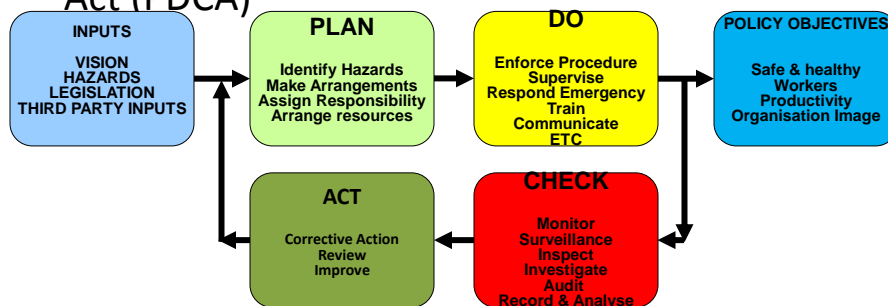 Act (PDCA)
INPUTS
VISION
HAZARDS
LEGISLATION
THIRD PARTY INPUTS
PLAN
Identify Hazards
Make Arrangements
Assign Responsibility
Arrange resources
DO
Enforce Procedure
Supervise
Respond Emergency
Train
Communicate
ETC
POLICY OBJECTIVES
Safe & healthy
Workers
Productivity
Organisation Image
ACT
Corrective Action
Review
Improve
CHECK
Monitor
Surveillance
Inspect
Investigate
Audit
Record & Analyse